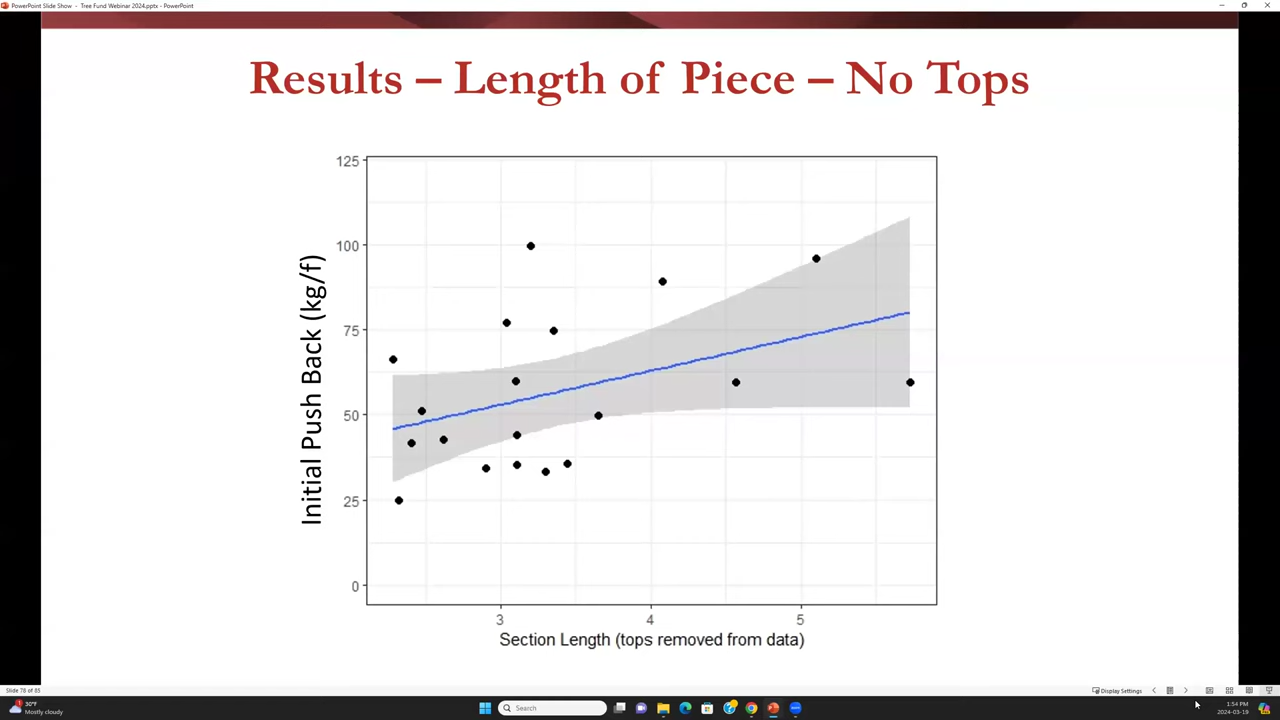 PowerPoint Slide Show - Tree Fund Webinar 2024.pptx - PowerPoint
Results – Length of Piece – No Tops
Initial Push Back (kg/f)
125
100
75
50
25
0
3 4 5
Section Length (tops removed from data)
Slide 78 of 85
Display Settings
30°F
Mostly cloudy
Search
1:54 PM
2024-03-19